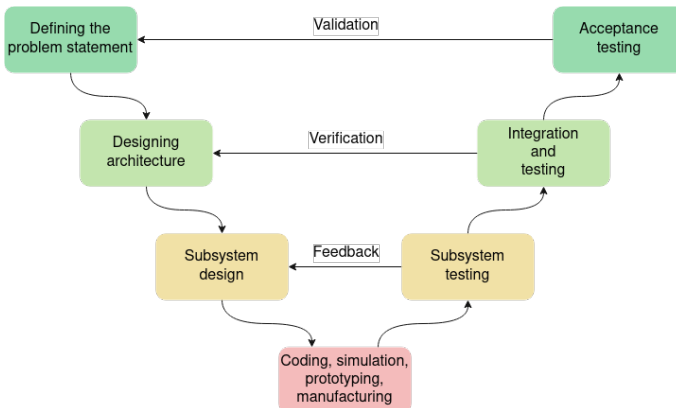 Defining the
problem statement
Validation
Acceptance
testing
Designing
architecture
Verification
Integration
and
testing
Subsystem
design
Feedback
Subsystem
testing
Coding, simulation,
prototyping,
manufacturing